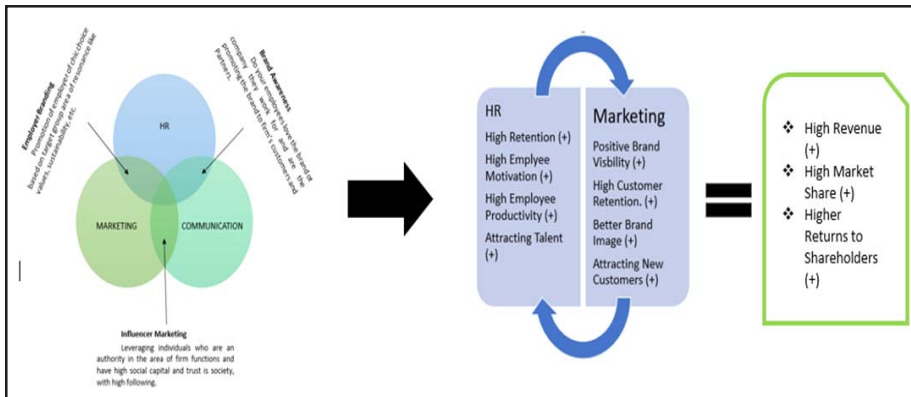 Employer Branding
Promotion of employer of chic choice
based on target group area of resonance like
values, sustainability, etc.
Brand Awareness
Do your employees love the brand of
company they work for and are the
promoting the brand to firm's customers and
Partners.
HR
MARKETING
COMMUNICATION
Influencer Marketing
Leveraging individuals who are an
authority in the area of firm functions and
have high social capital and trust is society,
with high following.
HR
High Retention (+)
High Emplyee
Motivation (+)
High Employee
Productivity (+)
Attracting Talent
(+)
Marketing
Positive Brand
Visbility (+)
High Customer
Retention. (+)
Better Brand
Image (+)
Attracting New
Customers (+)
❖ High Revenue
(+)
❖ High Market
Share (+)
❖ Higher
Returns to
Shareholders
(+)